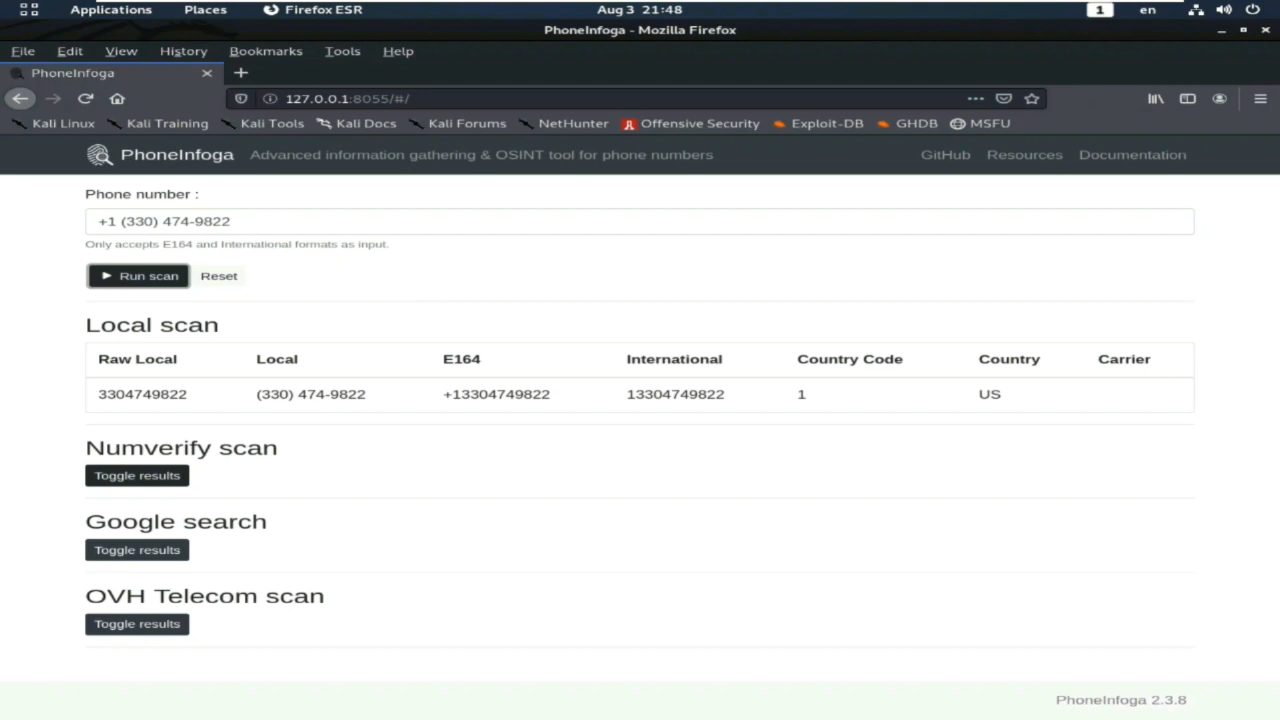 Applications Places Firefox ESR Aug 3 21:48 1 en
PhoneInfoga - Mozilla Firefox
File Edit View History Bookmarks Tools Help
PhoneInfoga
127.0.0.1:8055/#/
Kali Linux Kali Training Kali Tools Kali Docs Kali Forums NetHunter Offensive Security Exploit-DB GHDB MSFU
PhoneInfoga Advanced information gathering & OSINT tool for phone numbers GitHub Resources Documentation
Phone number :
+1 (330) 474-9822
Only accepts E164 and International formats as input.
Run scan Reset
Local scan
Raw Local Local E164 International Country Code Country Carrier
3304749822 (330) 474-9822 +13304749822 13304749822 1 US
Numverify scan
Toggle results
Google search
Toggle results
OVH Telecom scan
Toggle results
PhoneInfoga 2.3.8